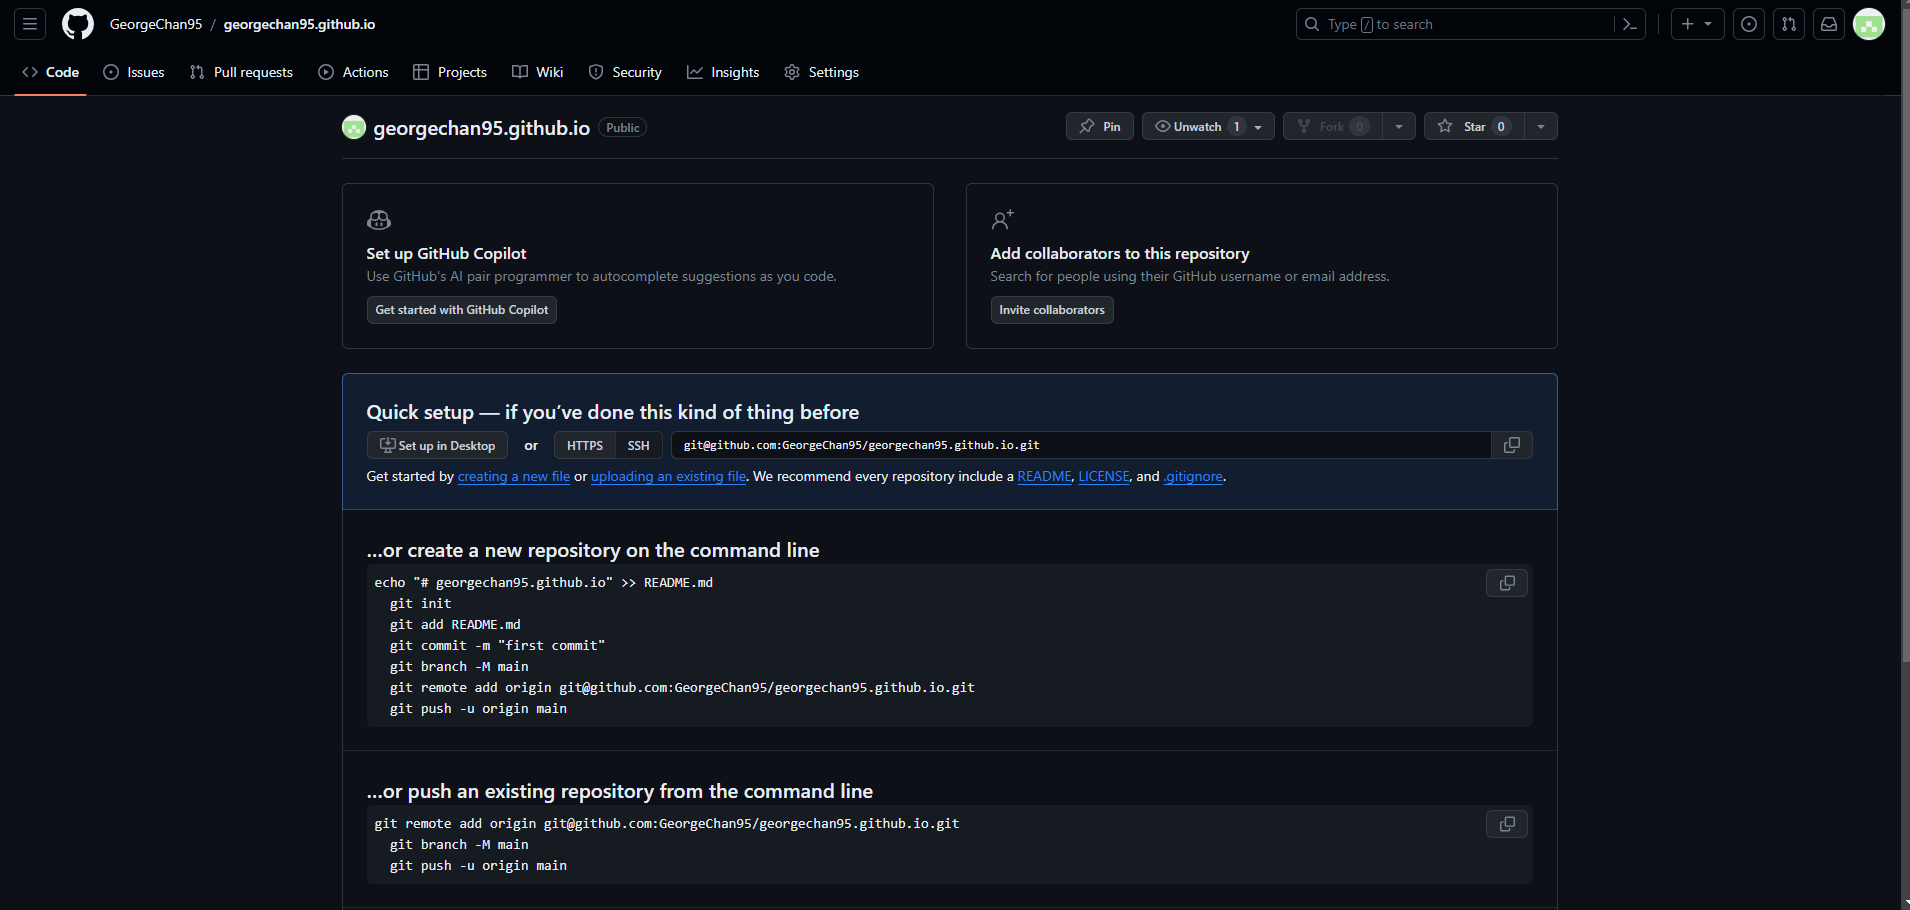 GeorgeChan95 / georgechan95.github.io
Type / to search
Code Issues Pull requests Actions Projects Wiki Security Insights Settings
georgechan95.github.io Public
Pin Unwatch 1 Fork 0 Star 0
Set up GitHub Copilot
Use GitHub's AI pair programmer to autocomplete suggestions as you code.
Get started with GitHub Copilot
Add collaborators to this repository
Search for people using their GitHub username or email address.
Invite collaborators
Quick setup — if you’ve done this kind of thing before
Set up in Desktop or HTTPS SSH git@github.com:GeorgeChan95/georgechan95.github.io.git
Get started by creating a new file or uploading an existing file. We recommend every repository include a README, LICENSE, and .gitignore.
…or create a new repository on the command line
echo "# georgechan95.github.io" >> README.md
git init
git add README.md
git commit -m "first commit"
git branch -M main
git remote add origin git@github.com:GeorgeChan95/georgechan95.github.io.git
git push -u origin main
…or push an existing repository from the command line
git remote add origin git@github.com:GeorgeChan95/georgechan95.github.io.git
git branch -M main
git push -u origin main